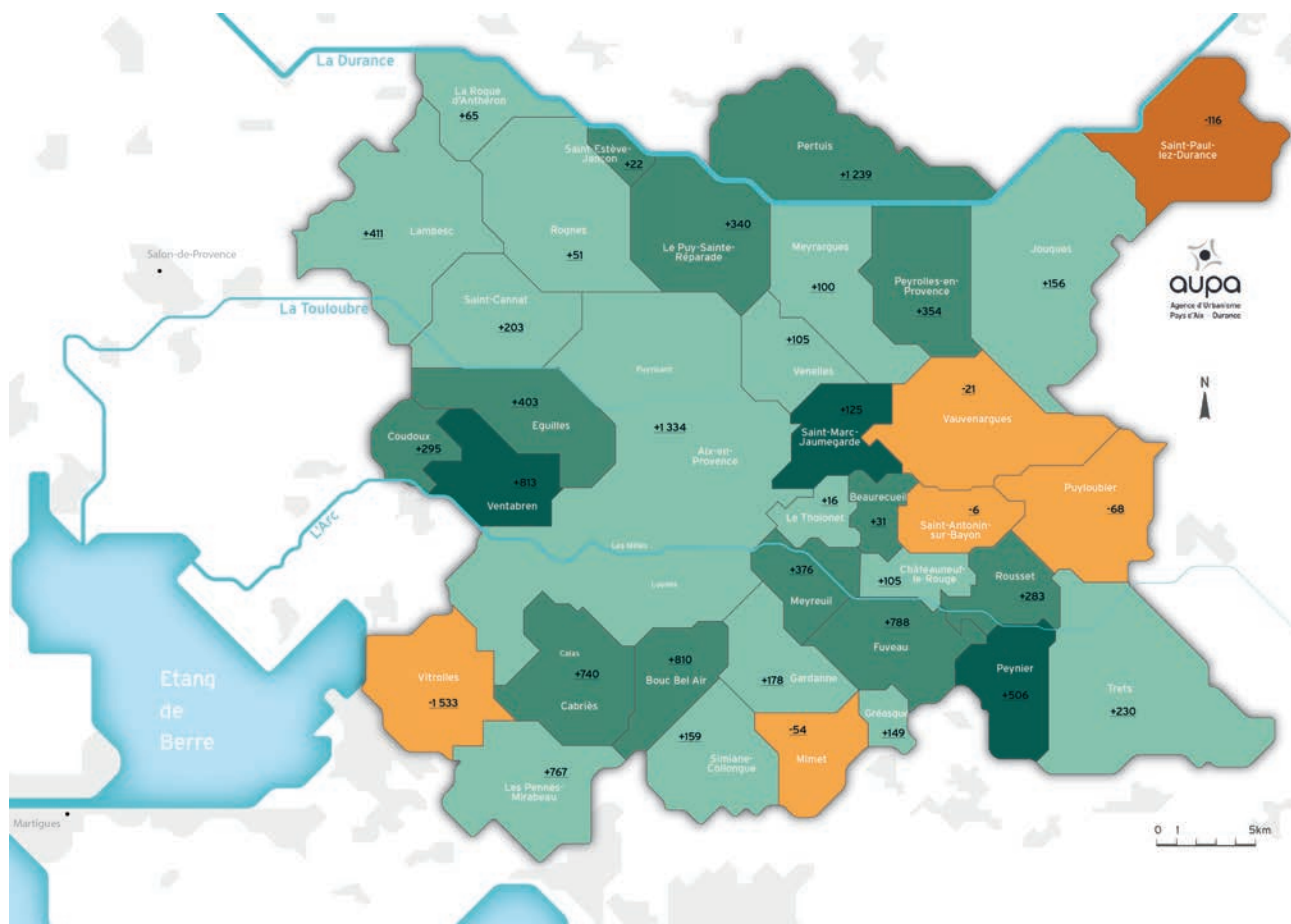 La Durance
La Roque
d'Anthéron
+65
Saint-Estève-
Janson
+22
Pertuis
+1 239
-116
Saint-Paul-
lez-Durance
+411
Lambesc
Rognes
+51
+340
Le Puy-Sainte-
Réparade
Meyrargues
+100
Peyrolles-en-
Provence
+354
Jouques
+156
Salon-de-Provence
aupa
Agence d'Urbanisme
Pays d'Aix - Durance
La Touloubre
Saint-Cannat
+203
+105
Venelles
Puyricard
N
-21
Vauvenargues
+403
Eguilles
+1 334
Aix-en-
Provence
+125
Saint-Marc-
Jaumegarde
Coudoux
+295
+813
Ventabren
L'Arc
+16
Le Tholonet
Beaurecueil
+31
-6
Saint-Antonin-
sur-Bayon
Puyloubier
-68
Les Milles
Luynes
+376
Meyreuil
Châteauneuf-
le-Rouge
+105
Rousset
+283
+788
Fuveau
Peynier
+506
Trets
+230
Etang
de
Berre
Vitrolles
-1 533
Calas
+740
Cabriès
+810
Bouc Bel Air
+178
Gardanne
Gréasque
+149
-54
Mimet
+159
Simiane-
Collongue
+767
Les Pennes-
Mirabeau
Martigues
0 1 5km